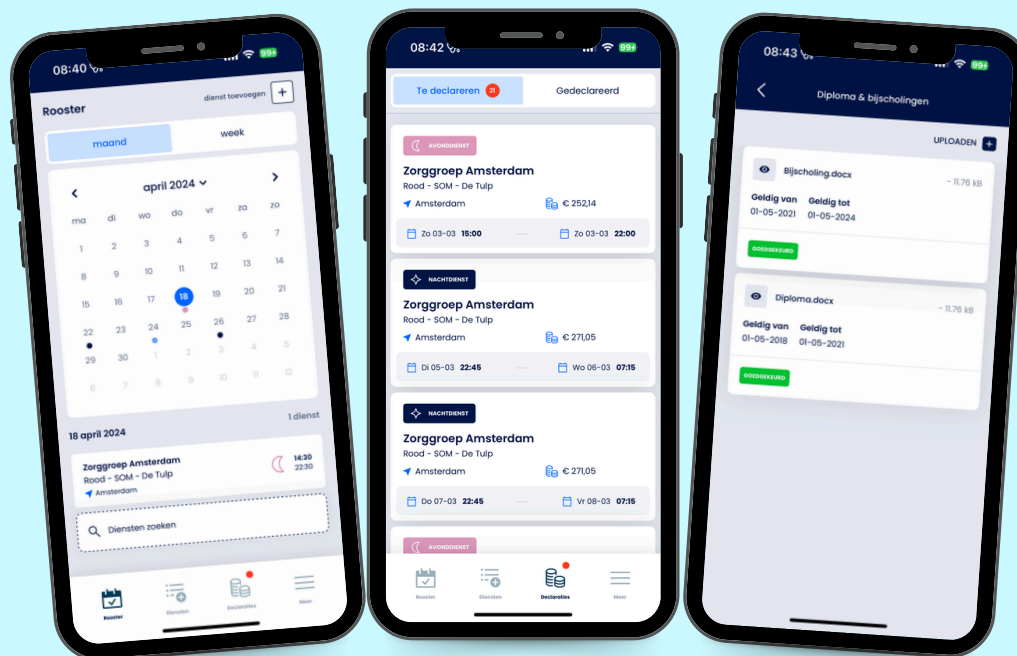 08:40
99+
Rooster
dienst toevoegen
maand
week
april 2024
ma di wo do vr za zo
1 2 3 4 5 6 7
8 9 10 11 12 13 14
15 16 17 18 19 20 21
22 23 24 25 26 27 28
29 30 1 2 3 4 5
6 7 8 9 10 11 12
18 april 2024
1 dienst
Zorggroep Amsterdam
14:30
Rood - SOM - De Tulp
22:30
Amsterdam
Diensten zoeken
Rooster
Diensten
Declaraties
Meer
08:42
99+
Te declareren 21
Gedeclareerd
AVONDDIENST
Zorggroep Amsterdam
Rood - SOM - De Tulp
Amsterdam
€ 252,14
Zo 03-03 15:00
Zo 03-03 22:00
NACHTDIENST
Zorggroep Amsterdam
Rood - SOM - De Tulp
Amsterdam
€ 271,05
Di 05-03 22:45
Wo 06-03 07:15
NACHTDIENST
Zorggroep Amsterdam
Rood - SOM - De Tulp
Amsterdam
€ 271,05
Do 07-03 22:45
Vr 08-03 07:15
AVONDDIENST
Rooster
Diensten
Declaraties
Meer
08:43
99+
Diploma & bijscholingen
UPLOADEN
Bijscholing.docx
~ 11.76 kB
Geldig van Geldig tot
01-05-2021 01-05-2024
GOEDGEKEURD
Diploma.docx
~ 11.76 kB
Geldig van Geldig tot
01-05-2018 01-05-2021
GOEDGEKEURD